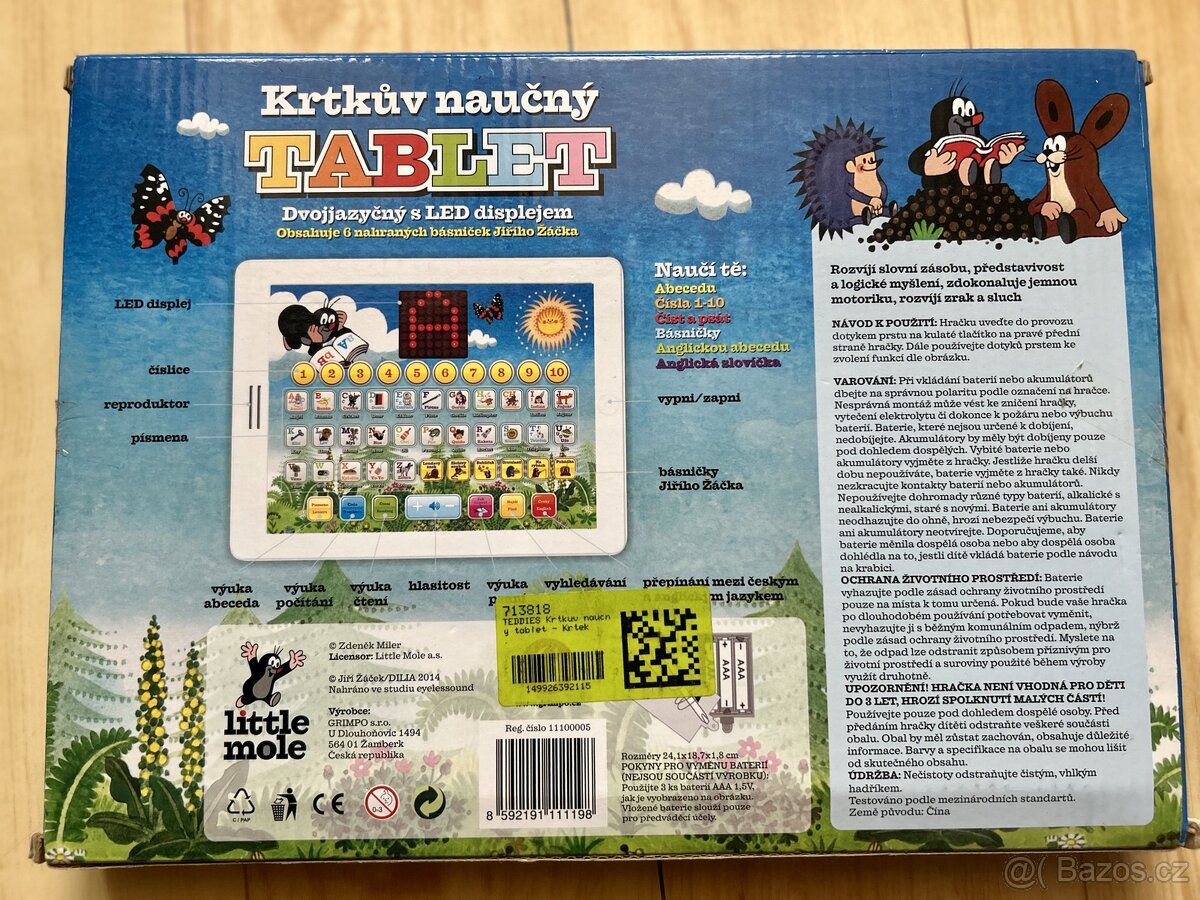 Krtkův naučný
TABLET
Dvojjazyčný s LED displejem
Obsahuje 6 nahraných básniček Jiřího Žáčka
LED displej
číslice
reproduktor
písmena
A
1 2 3 4 5 6 7 8 9 10
Naučí tě:
Abecedu
Čísla 1-10
Číst a psát
Básničky
Anglickou abecedu
Anglická slovíčka
vypni/zapni
básničky
Jiřího Žáčka
výuka
abeceda
výuka
počítání
výuka
čtení
hlasitost
výuka
vyhledávání
přepínání mezi českým
jazykem
Rozvíjí slovní zásobu, představivost
a logické myšlení, zdokonaluje jemnou
motoriku, rozvíjí zrak a sluch
NÁVOD K POUŽITÍ: Hračku uveďte do provozu
dotykem prstu na kulaté tlačítko na pravé přední
straně hračky. Dále používejte dotyků prstem ke
zvolení funkcí dle obrázku.
VAROVÁNÍ: Při vkládání baterií nebo akumulátorů
dbejte na správnou polaritu podle označení na hračce.
Nesprávná montáž může vést ke zničení hračky,
vytečení elektrolytu či dokonce k požáru nebo výbuchu
baterií. Baterie, které nejsou určené k dobíjení,
nedobíjejte. Akumulátory by měly být dobíjeny pouze
pod dohledem dospělých. Vybité baterie nebo
akumulátory vyjměte z hračky. Jestliže hračku delší
dobu nepoužíváte, baterie vyjměte z hračky také. Nikdy
nezkracujte kontakty baterií nebo akumulátorů.
Nepoužívejte dohromady různé typy baterií, alkalické s
nealkalickými, staré s novými. Baterie ani akumulátory
neodhazujte do ohně, hrozí nebezpečí výbuchu. Baterie
ani akumulátory neotvírejte. Doporučujeme, aby
baterie měnila dospělá osoba nebo aby dospělá osoba
dohlédla na to, jestli dítě vkládá baterie podle návodu
na krabici.
OCHRANA ŽIVOTNÍHO PROSTŘEDÍ: Baterie
vyhazujte podle zásad ochrany životního prostředí
pouze na místa k tomu určená. Pokud bude vaše hračka
po dlouhodobém používání potřebovat vyměnit,
nevyhazujte ji s běžným komunálním odpadem, nýbrž
podle zásad ochrany životního prostředí. Myslete na
to, že odpad lze odstranit způsobem příznivým pro
životní prostředí a suroviny použité během výroby
využít druhotně.
UPOZORNĚNÍ! HRAČKA NENÍ VHODNÁ PRO DĚTI
DO 3 LET, HROZÍ SPOLKNUTÍ MALÝCH ČÁSTÍ!
Používejte pouze pod dohledem dospělé osoby. Před
předáním hračky dítěti odstraňte veškeré součásti
obalu. Obal by měl zůstat zachován, obsahuje důležité
informace. Barvy a specifikace na obalu se mohou lišit
od skutečného obsahu.
ÚDRŽBA: Nečistoty odstraňujte čistým, vlhkým
hadříkem.
Testováno podle mezinárodních standardů.
Země původu: Čína
713818
TEDDIES Krtkuv naucn
y tablet - Krtek
149926392115
little
mole
© Zdeněk Miler
Licensor: Little Mole a.s.
© Jiří Žáček/DILIA 2014
Nahráno ve studiu eyelessound
Výrobce:
GRIMPO s.r.o.
U Dlouhoňovic 1494
564 01 Žamberk
Česká republika
C / PAP
CE
0-3
Reg. číslo 11100005
8 592191 111198
AAA
AAA
Rozměry 24,1x18,7x1,8 cm
POKYNY PRO VÝMĚNU BATERIÍ
(NEJSOU SOUČÁSTÍ VÝROBKU):
Použijte 3 ks baterií AAA 1,5V,
jak je vyobrazeno na obrázku.
Vložené baterie slouží pouze
pro předváděcí účely.
@( Bazos.cz